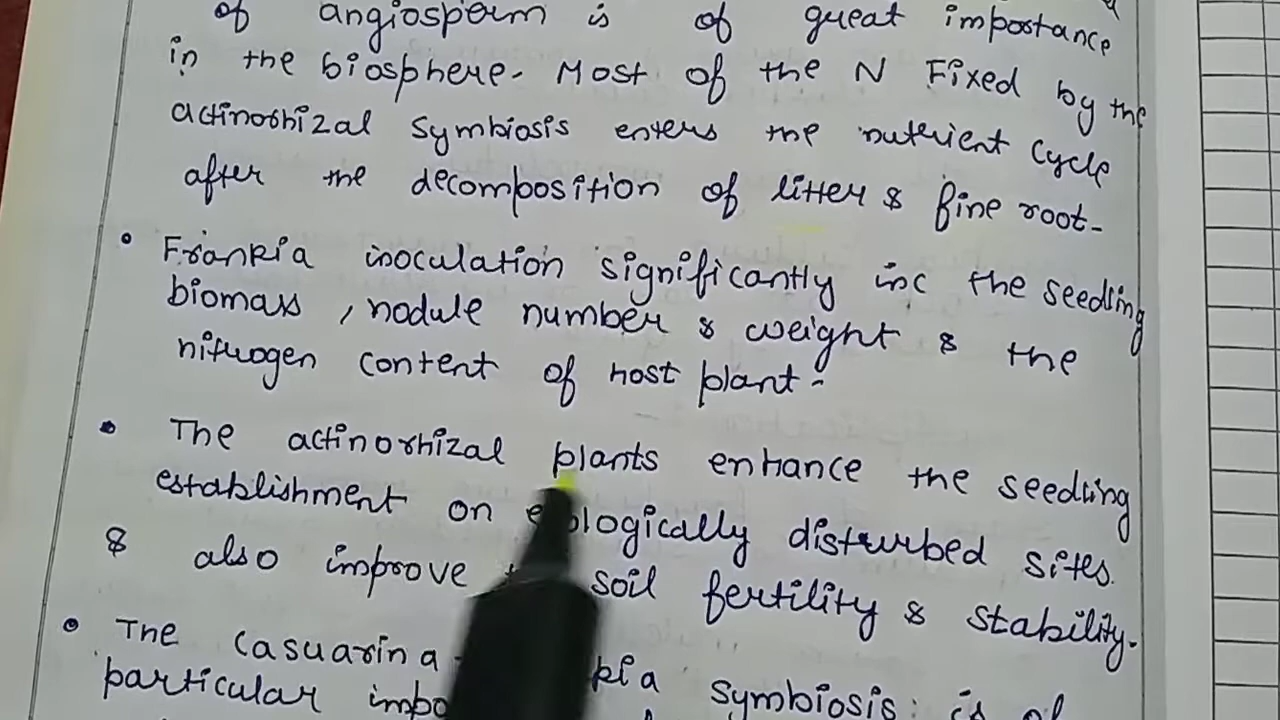 of angiosperm is of great importance
in the biosphere. Most of the N Fixed by the
actinorhizal symbiosis enters the nutrient cycle
after the decomposition of litter & fine root.
• Frankia inoculation significantly inc the seedling
biomass, nodule number & weight & the
nitrogen content of host plant.
• The actinorhizal plants enhance the seedling
establishment on ecologically disturbed sites.
& also improve soil fertility & stability.
• The Casuarina symbiosis is of
particular